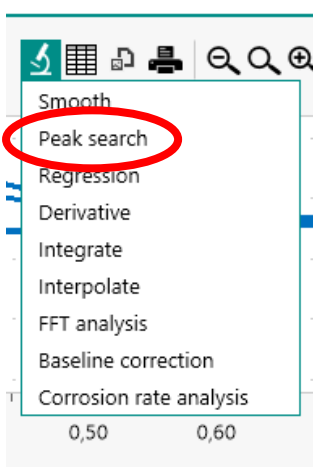 Smooth
Peak search
Regression
Derivative
Integrate
Interpolate
FFT analysis
Baseline correction
Corrosion rate analysis
0,50 0,60